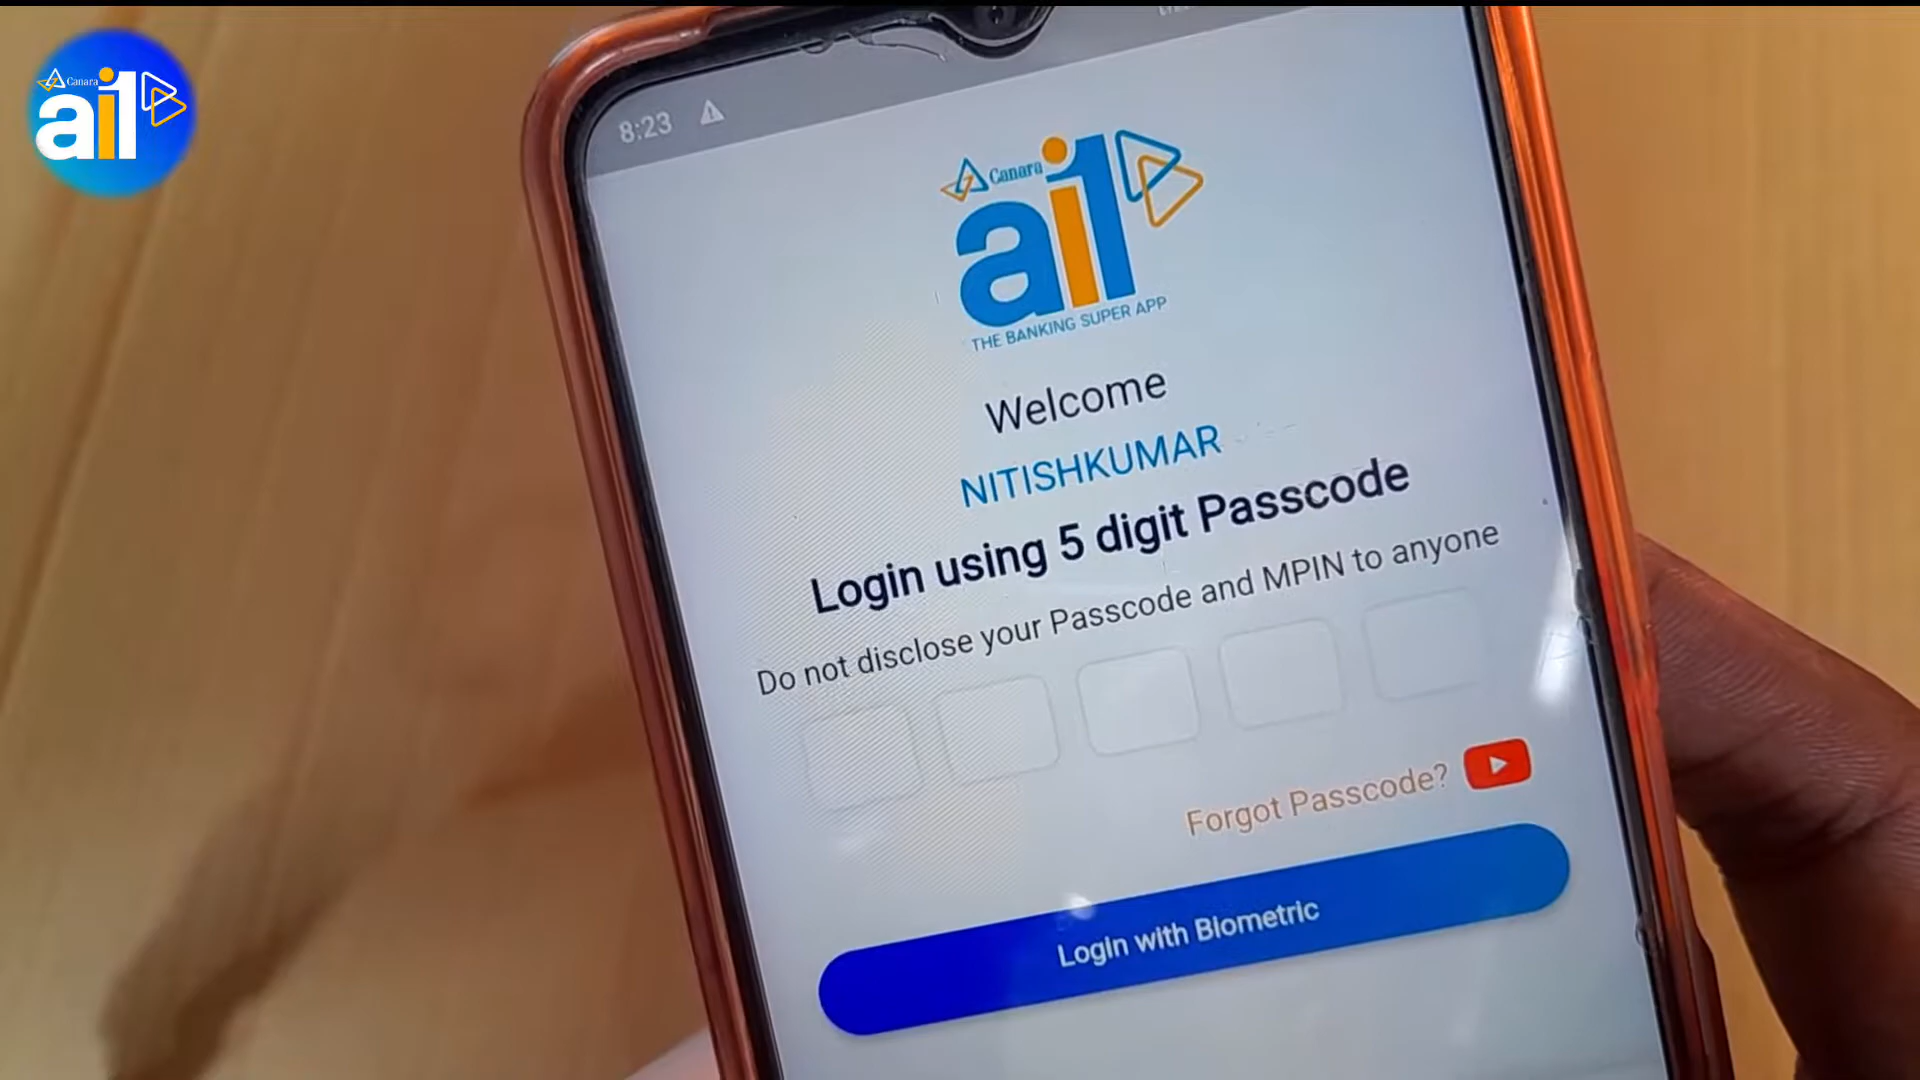 Canara
ai1
8:23
Canara
ai1
THE BANKING SUPER APP
Welcome
NITISHKUMAR
Login using 5 digit Passcode
Do not disclose your Passcode and MPIN to anyone
Forgot Passcode?
Login with Biometric